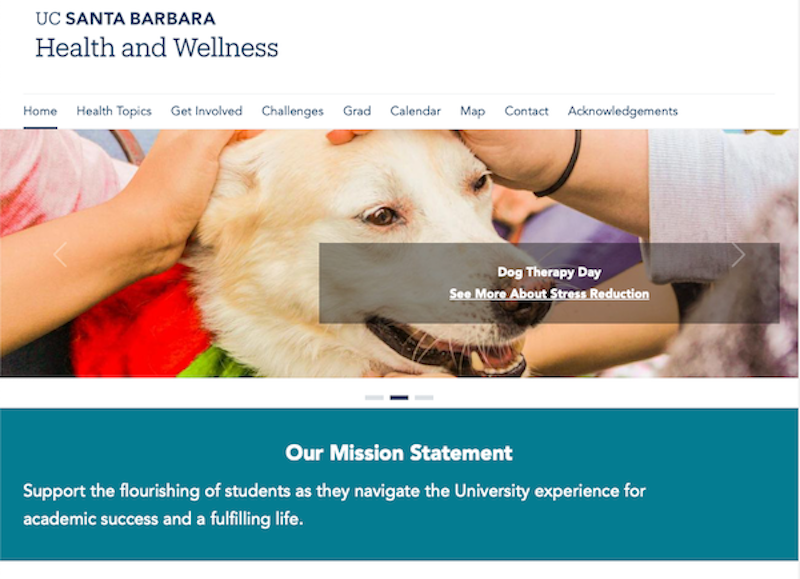 UC SANTA BARBARA
Health and Wellness
Home Health Topics Get Involved Challenges Grad Calendar Map Contact Acknowledgements
Dog Therapy Day
See More About Stress Reduction
Our Mission Statement
Support the flourishing of students as they navigate the University experience for
academic success and a fulfilling life.